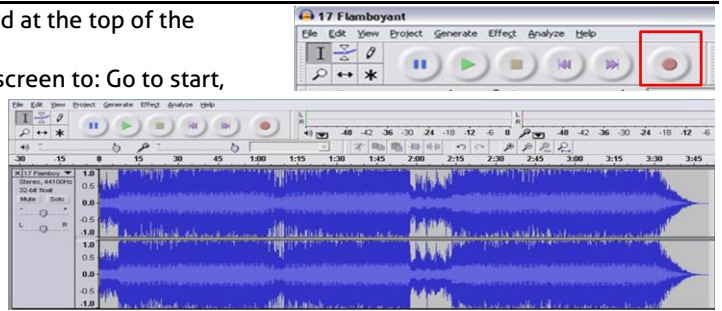 d at the top of the
screen to: Go to start,
17 Flamboyant
File Edit View Project Generate Effect Analyze Help
File Edit View Project Generate Effect Analyze Help
L
R
-48 -42 -36 -30 -24 -18 -12 -6 0
L
R
-48 -42 -36 -30 -24 -18 -12 -6
-30 -15 0 15 30 45 1:00 1:15 1:30 1:45 2:00 2:15 2:30 2:45 3:00 3:15 3:30 3:45
17 Flamboy
Stereo, 44100Hz
32-bit float
Mute Solo
- +
L R
1.0
0.5
0.0
-0.5
-1.0
1.0
0.5
0.0
-0.5
-1.0